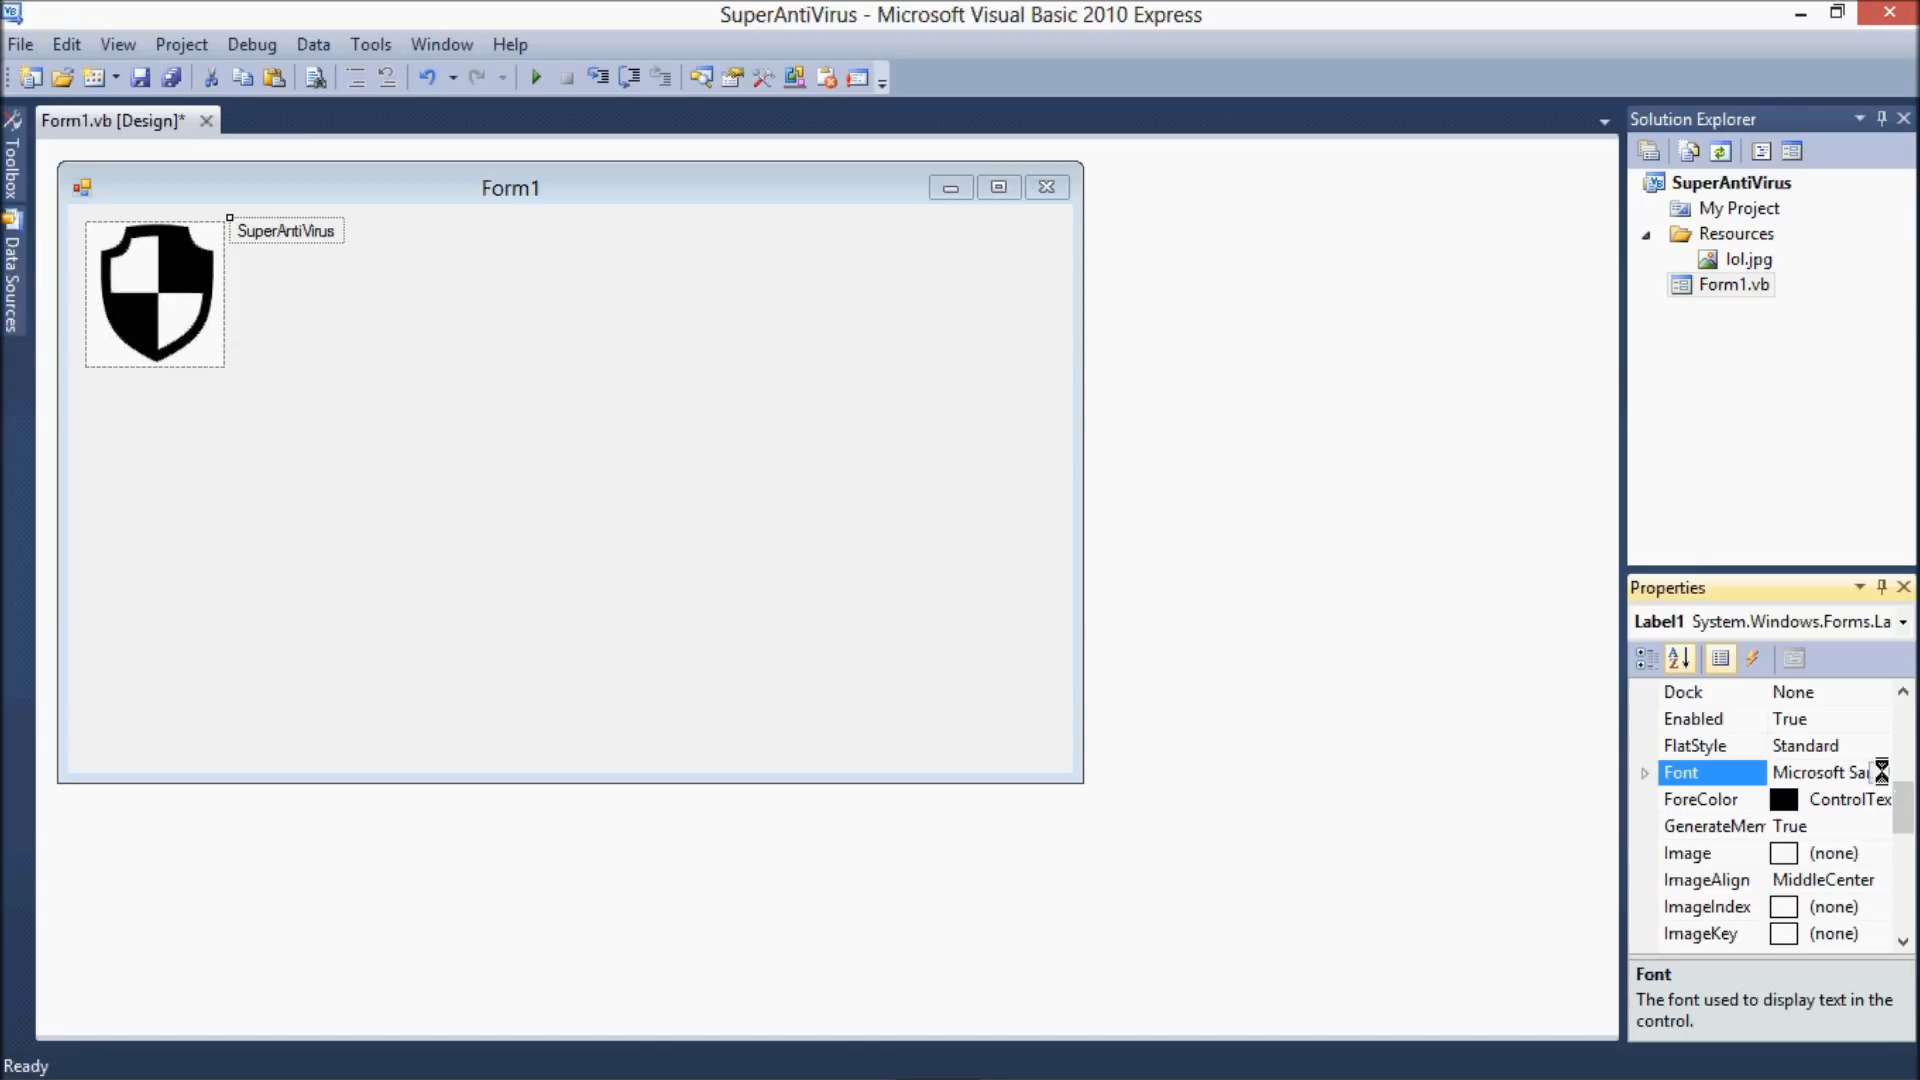 SuperAntiVirus - Microsoft Visual Basic 2010 Express
File Edit View Project Debug Data Tools Window Help
Form1.vb [Design]*
Toolbox
Data Sources
Form1
SuperAntiVirus
Solution Explorer
SuperAntiVirus
My Project
Resources
lol.jpg
Form1.vb
Properties
Label1 System.Windows.Forms.La
Dock None
Enabled True
FlatStyle Standard
Font Microsoft Sa
ForeColor ControlTex
GenerateMem True
Image (none)
ImageAlign MiddleCenter
ImageIndex (none)
ImageKey (none)
Font
The font used to display text in the
control.
Ready